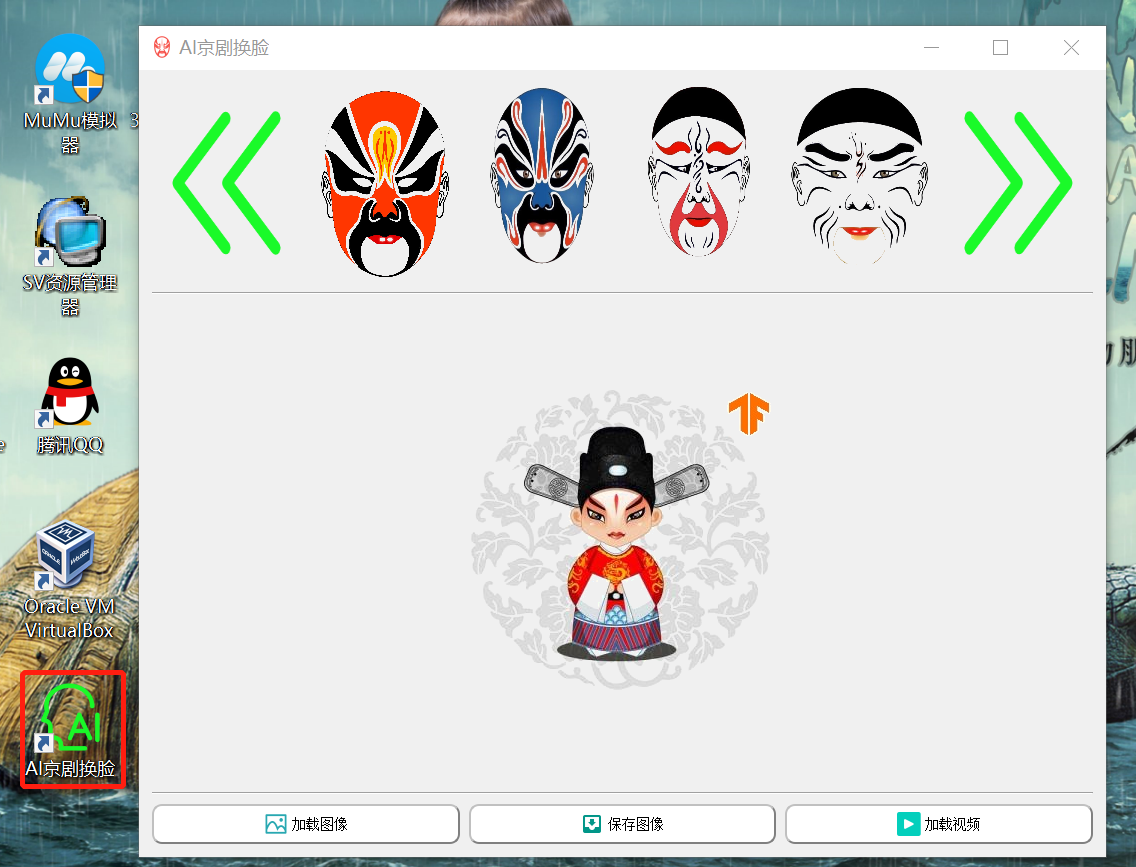 AI京剧换脸
MuMu模拟
器
3
SV资源管理
器
腾讯QQ
e
Oracle VM
VirtualBox
AI
AI京剧换脸
加载图像
保存图像
加载视频